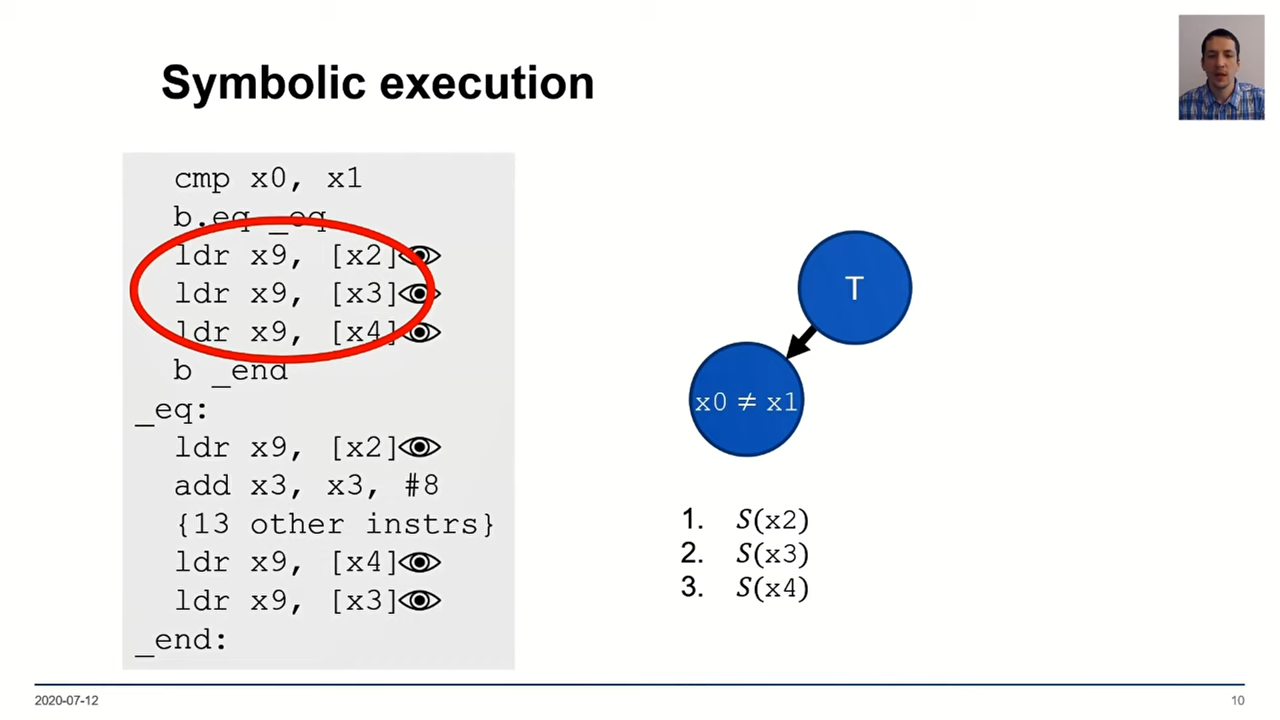 Symbolic execution
cmp x0, x1
b.eq _eq
ldr x9, [x2]
ldr x9, [x3]
ldr x9, [x4]
b _end
_eq:
ldr x9, [x2]
add x3, x3, #8
{13 other instrs}
ldr x9, [x4]
ldr x9, [x3]
_end:
T
x0 ≠ x1
1. S(x2)
2. S(x3)
3. S(x4)
2020-07-12
10